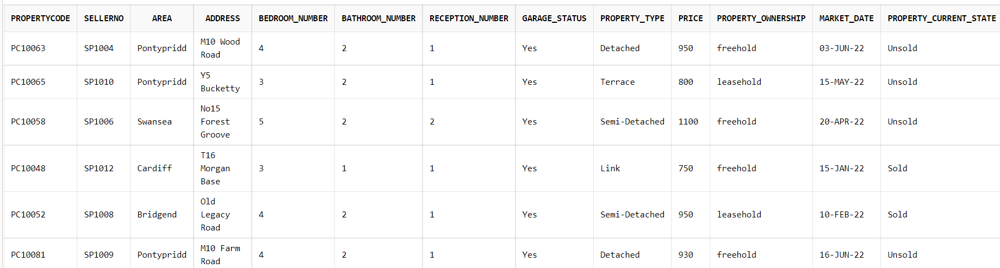 PROPERTYCODE SELLERNO AREA ADDRESS BEDROOM_NUMBER BATHROOM_NUMBER RECEPTION_NUMBER GARAGE_STATUS PROPERTY_TYPE PRICE PROPERTY_OWNERSHIP MARKET_DATE PROPERTY_CURRENT_STATE
PC10063 SP1004 Pontypridd M10 Wood Road 4 2 1 Yes Detached 950 freehold 03-JUN-22 Unsold
PC10065 SP1010 Pontypridd Y5 Bucketty 3 2 1 Yes Terrace 800 leasehold 15-MAY-22 Unsold
PC10058 SP1006 Swansea No15 Forest Groove 5 2 2 Yes Semi-Detached 1100 freehold 20-APR-22 Unsold
PC10048 SP1012 Cardiff T16 Morgan Base 3 1 1 Yes Link 750 freehold 15-JAN-22 Sold
PC10052 SP1008 Bridgend Old Legacy Road 4 2 1 Yes Semi-Detached 950 leasehold 10-FEB-22 Sold
PC10081 SP1009 Pontypridd M10 Farm Road 4 2 1 Yes Detached 930 freehold 16-JUN-22 Unsold